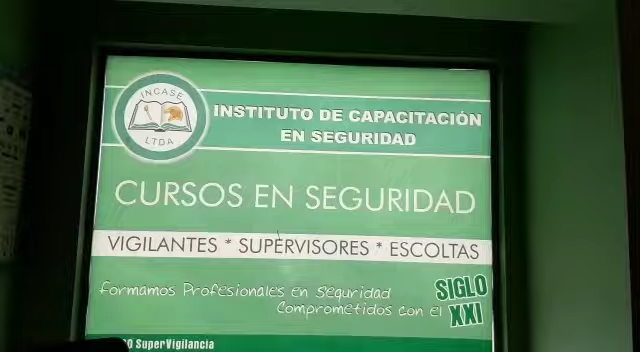 INCASE
LTDA
INSTITUTO DE CAPACITACIÓN
EN SEGURIDAD
CURSOS EN SEGURIDAD
VIGILANTES * SUPERVISORES * ESCOLTAS
Formamos Profesionales en Seguridad
Comprometidos con el
SIGLO
XXI
SuperVigilancia